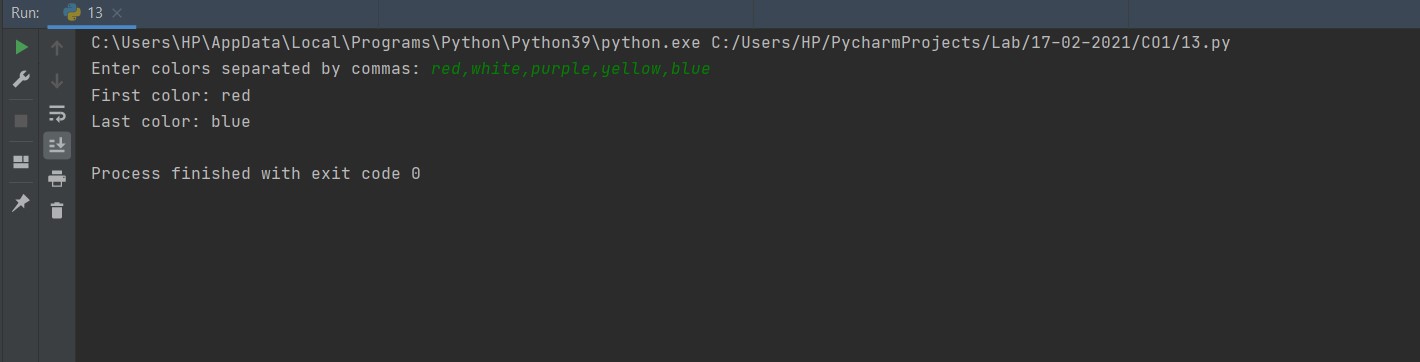 Run: 13
C:\Users\HP\AppData\Local\Programs\Python\Python39\python.exe C:/Users/HP/PycharmProjects/Lab/17-02-2021/CO1/13.py
Enter colors separated by commas: red,white,purple,yellow,blue
First color: red
Last color: blue
Process finished with exit code 0